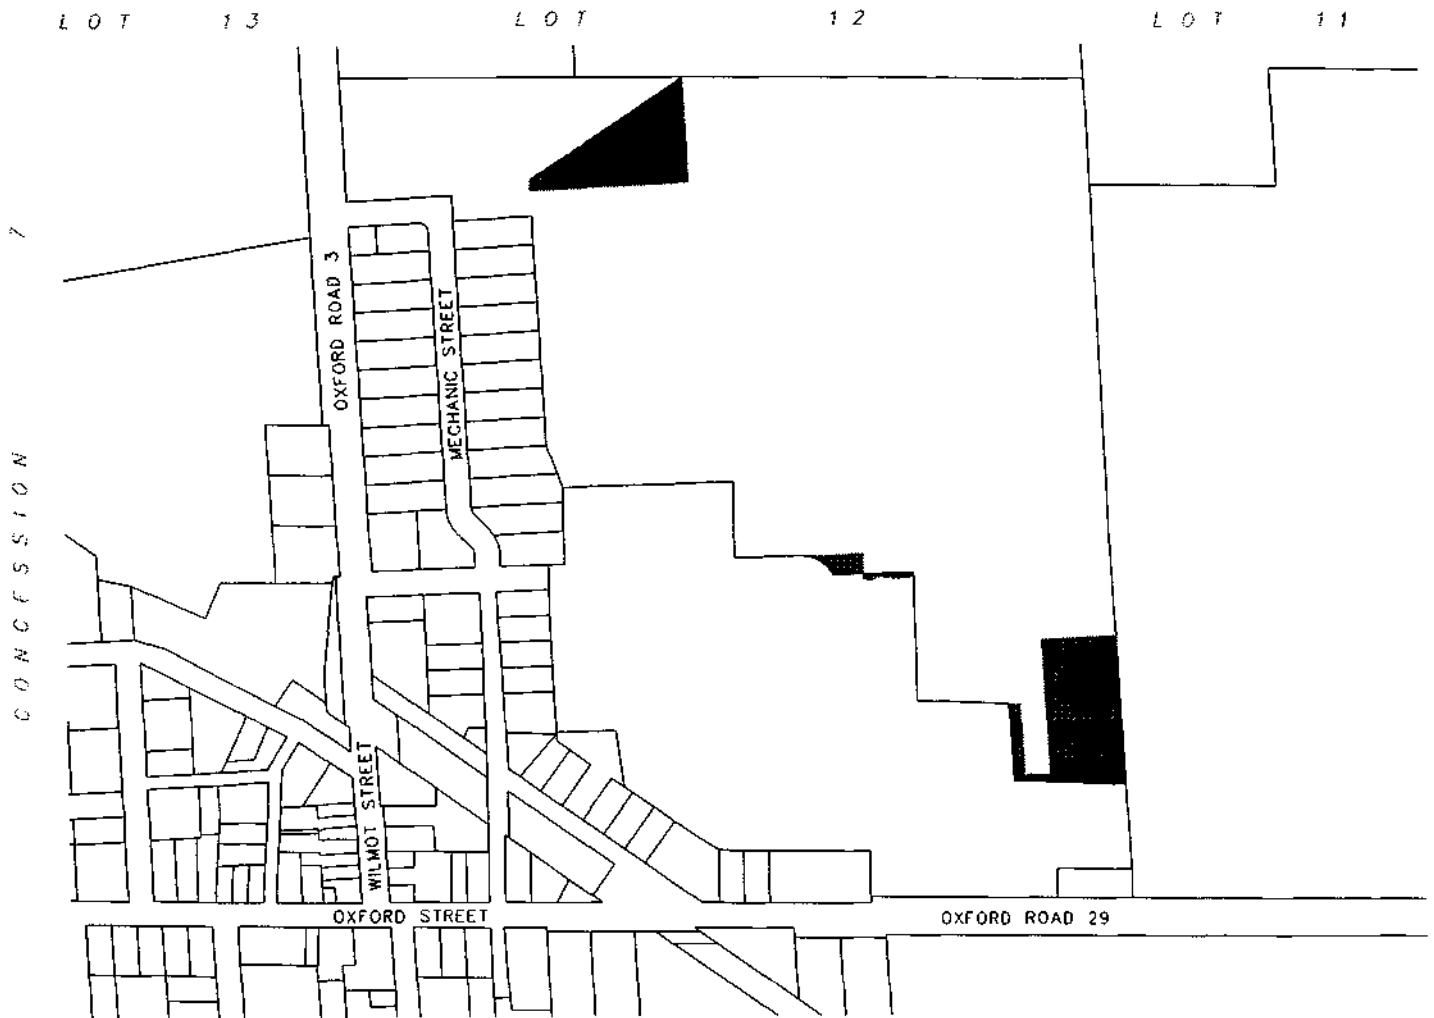 LOT 13 LOT 12 LOT 11
CONCESSION 7
OXFORD ROAD 3
MECHANIC STREET
WILMOT STREET
OXFORD STREET
OXFORD ROAD 29